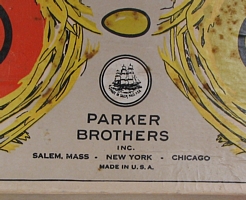 PARKER
BROTHERS
INC.
SALEM, MASS • NEW YORK • CHICAGO
MADE IN U.S.A.